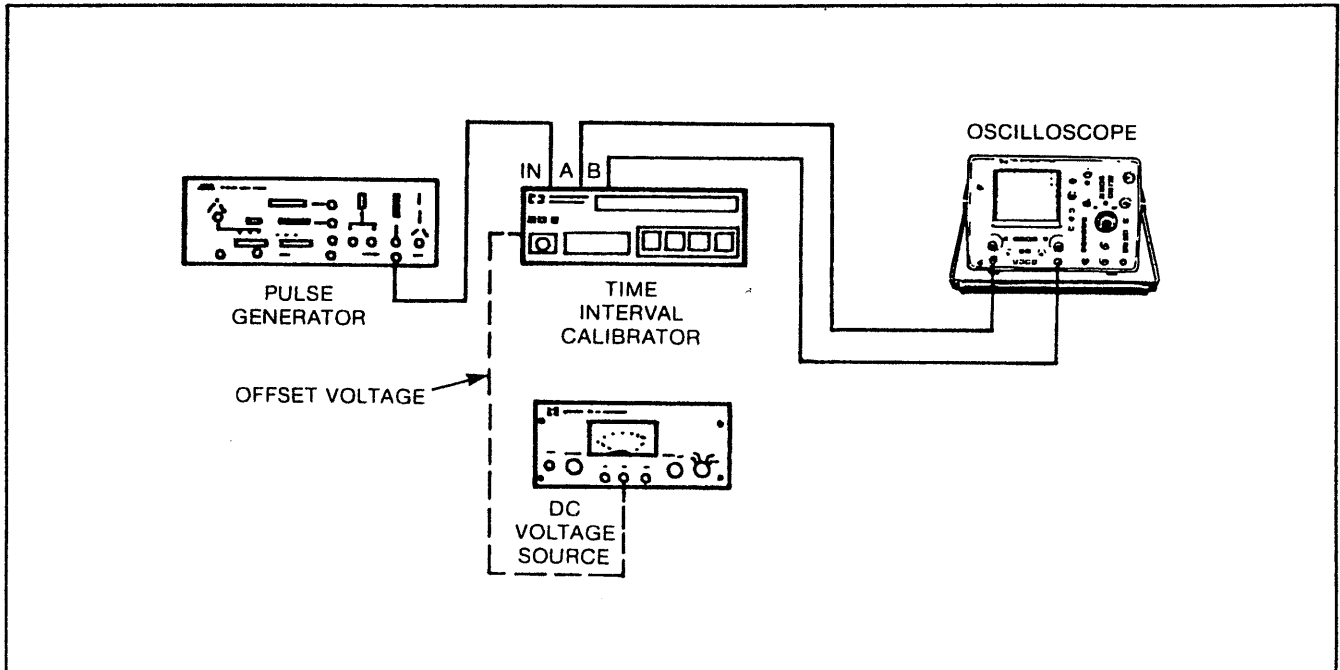 OSCILLOSCOPE
IN A B
PULSE
GENERATOR
TIME
INTERVAL
CALIBRATOR
OFFSET VOLTAGE
DC
VOLTAGE
SOURCE